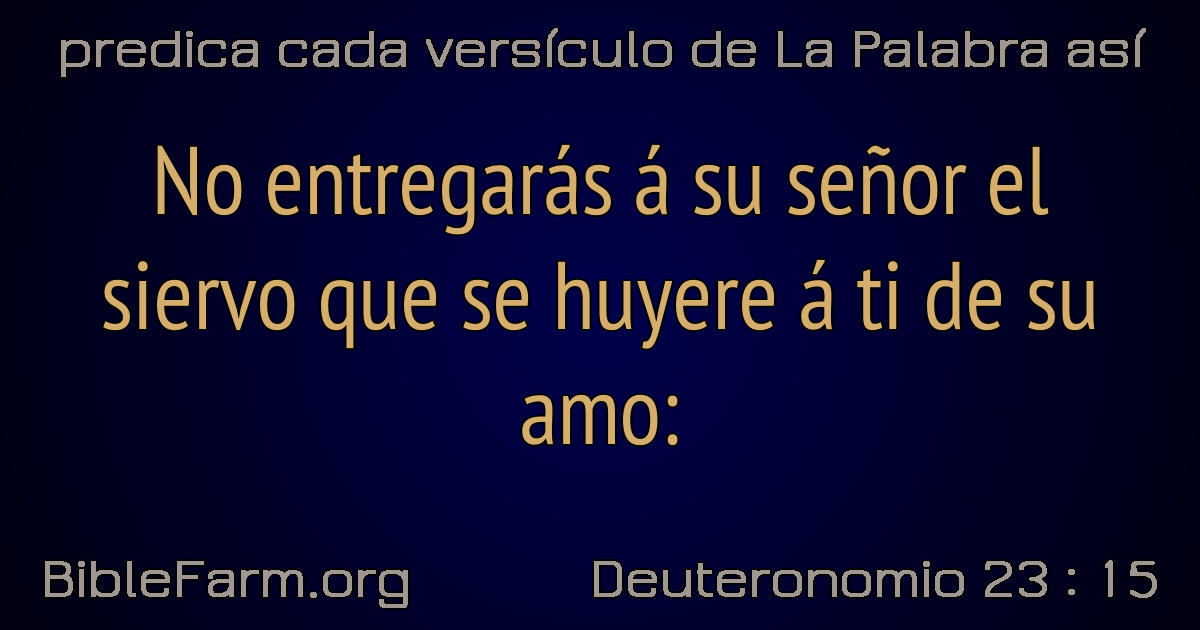 predica cada versículo de La Palabra así
No entregarás á su señor el
siervo que se huyere á ti de su
amo:
BibleFarm.org
Deuteronomio 23 : 15